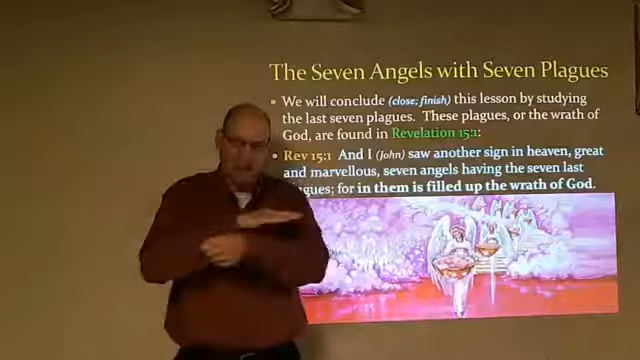 The Seven Angels with Seven Plagues
• We will conclude (close; finish) this lesson by studying
the last seven plagues. These plagues, or the wrath of
God, are found in Revelation 15:1:
• Rev 15:1 And I (John) saw another sign in heaven, great
and marvellous, seven angels having the seven last
gues; for in them is filled up the wrath of God.